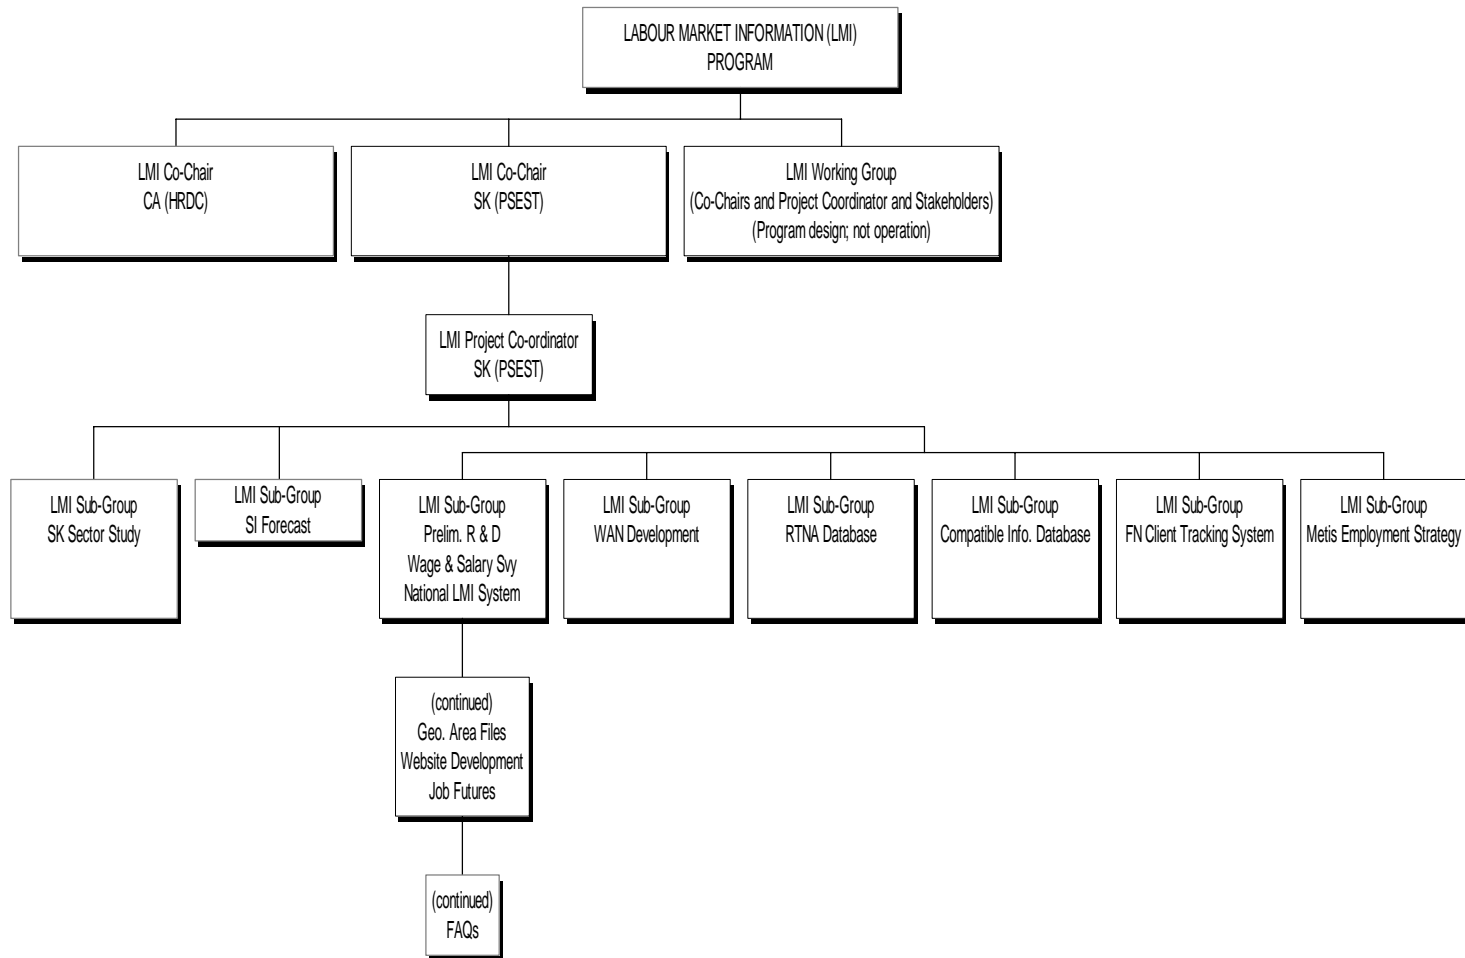 LABOUR MARKET INFORMATION (LMI)
PROGRAM
LMI Co-Chair
CA (HRDC)
LMI Co-Chair
SK (PSEST)
LMI Working Group
(Co-Chairs and Project Coordinator and Stakeholders)
(Program design; not operation)
LMI Project Co-ordinator
SK (PSEST)
LMI Sub-Group
SK Sector Study
LMI Sub-Group
SI Forecast
LMI Sub-Group
Prelim. R & D
Wage & Salary Svy
National LMI System
LMI Sub-Group
WAN Development
LMI Sub-Group
RTNA Database
LMI Sub-Group
Compatible Info. Database
LMI Sub-Group
FN Client Tracking System
LMI Sub-Group
Metis Employment Strategy
(continued)
Geo. Area Files
Website Development
Job Futures
(continued)
FAQs